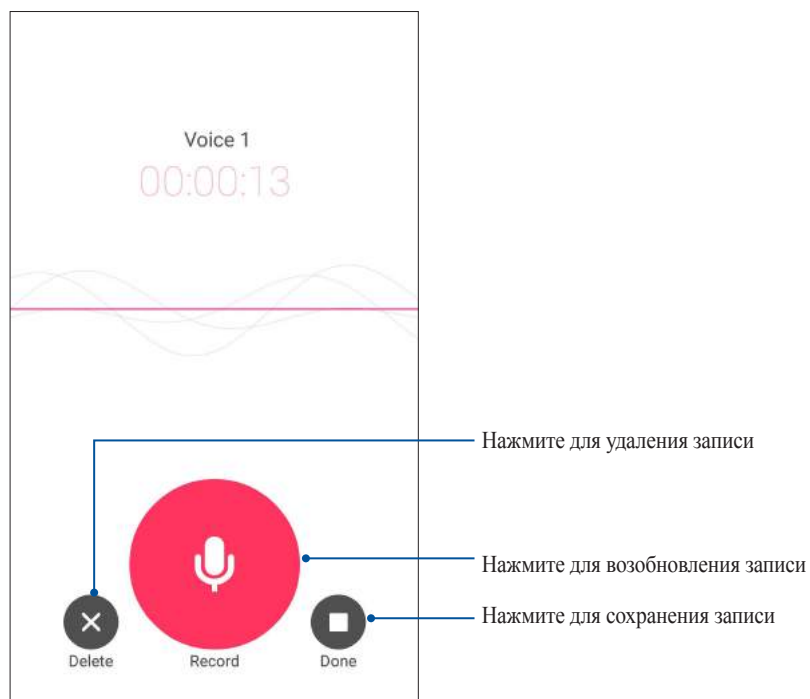 Voice 1
00:00:13
Нажмите для удаления записи
Нажмите для возобновления записи
Нажмите для сохранения записи
Delete
Record
Done